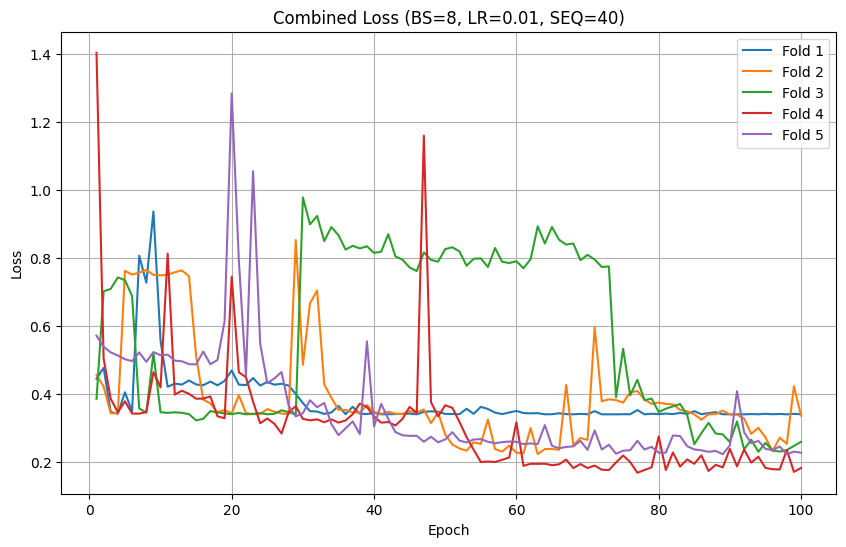 Combined Loss (BS=8, LR=0.01, SEQ=40)
Loss
1.4
1.2
1.0
0.8
0.6
0.4
0.2
Fold 1
Fold 2
Fold 3
Fold 4
Fold 5
0 20 40 60 80 100
Epoch